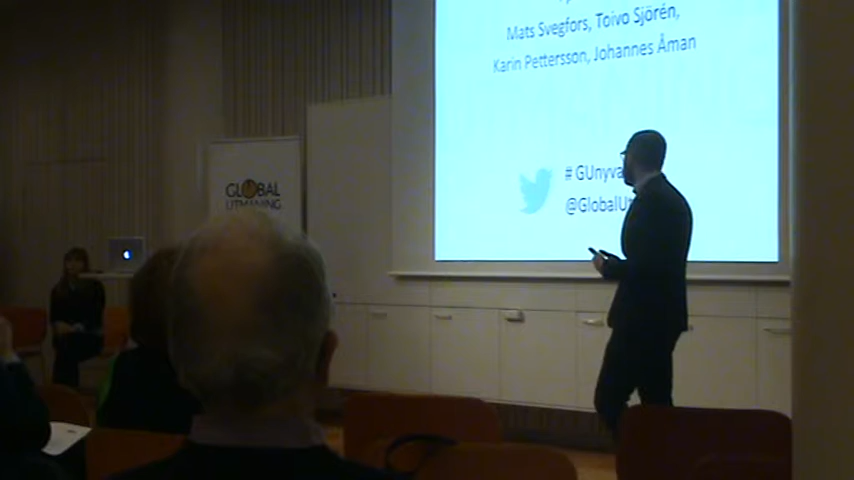 GLOBAL
UTMANING
Mats Svegfors, Toivo Sjörén,
Karin Pettersson, Johannes Åman
# GUnyva
@GlobalU